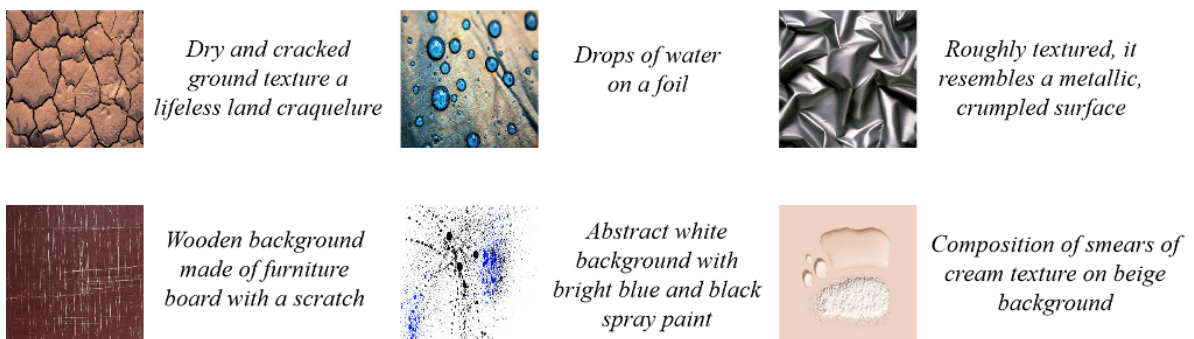 Dry and cracked
ground texture a
lifeless land craquelure
Drops of water
on a foil
Roughly textured, it
resembles a metallic,
crumpled surface
Wooden background
made of furniture
board with a scratch
Abstract white
background with
bright blue and black
spray paint
Composition of smears of
cream texture on beige
background